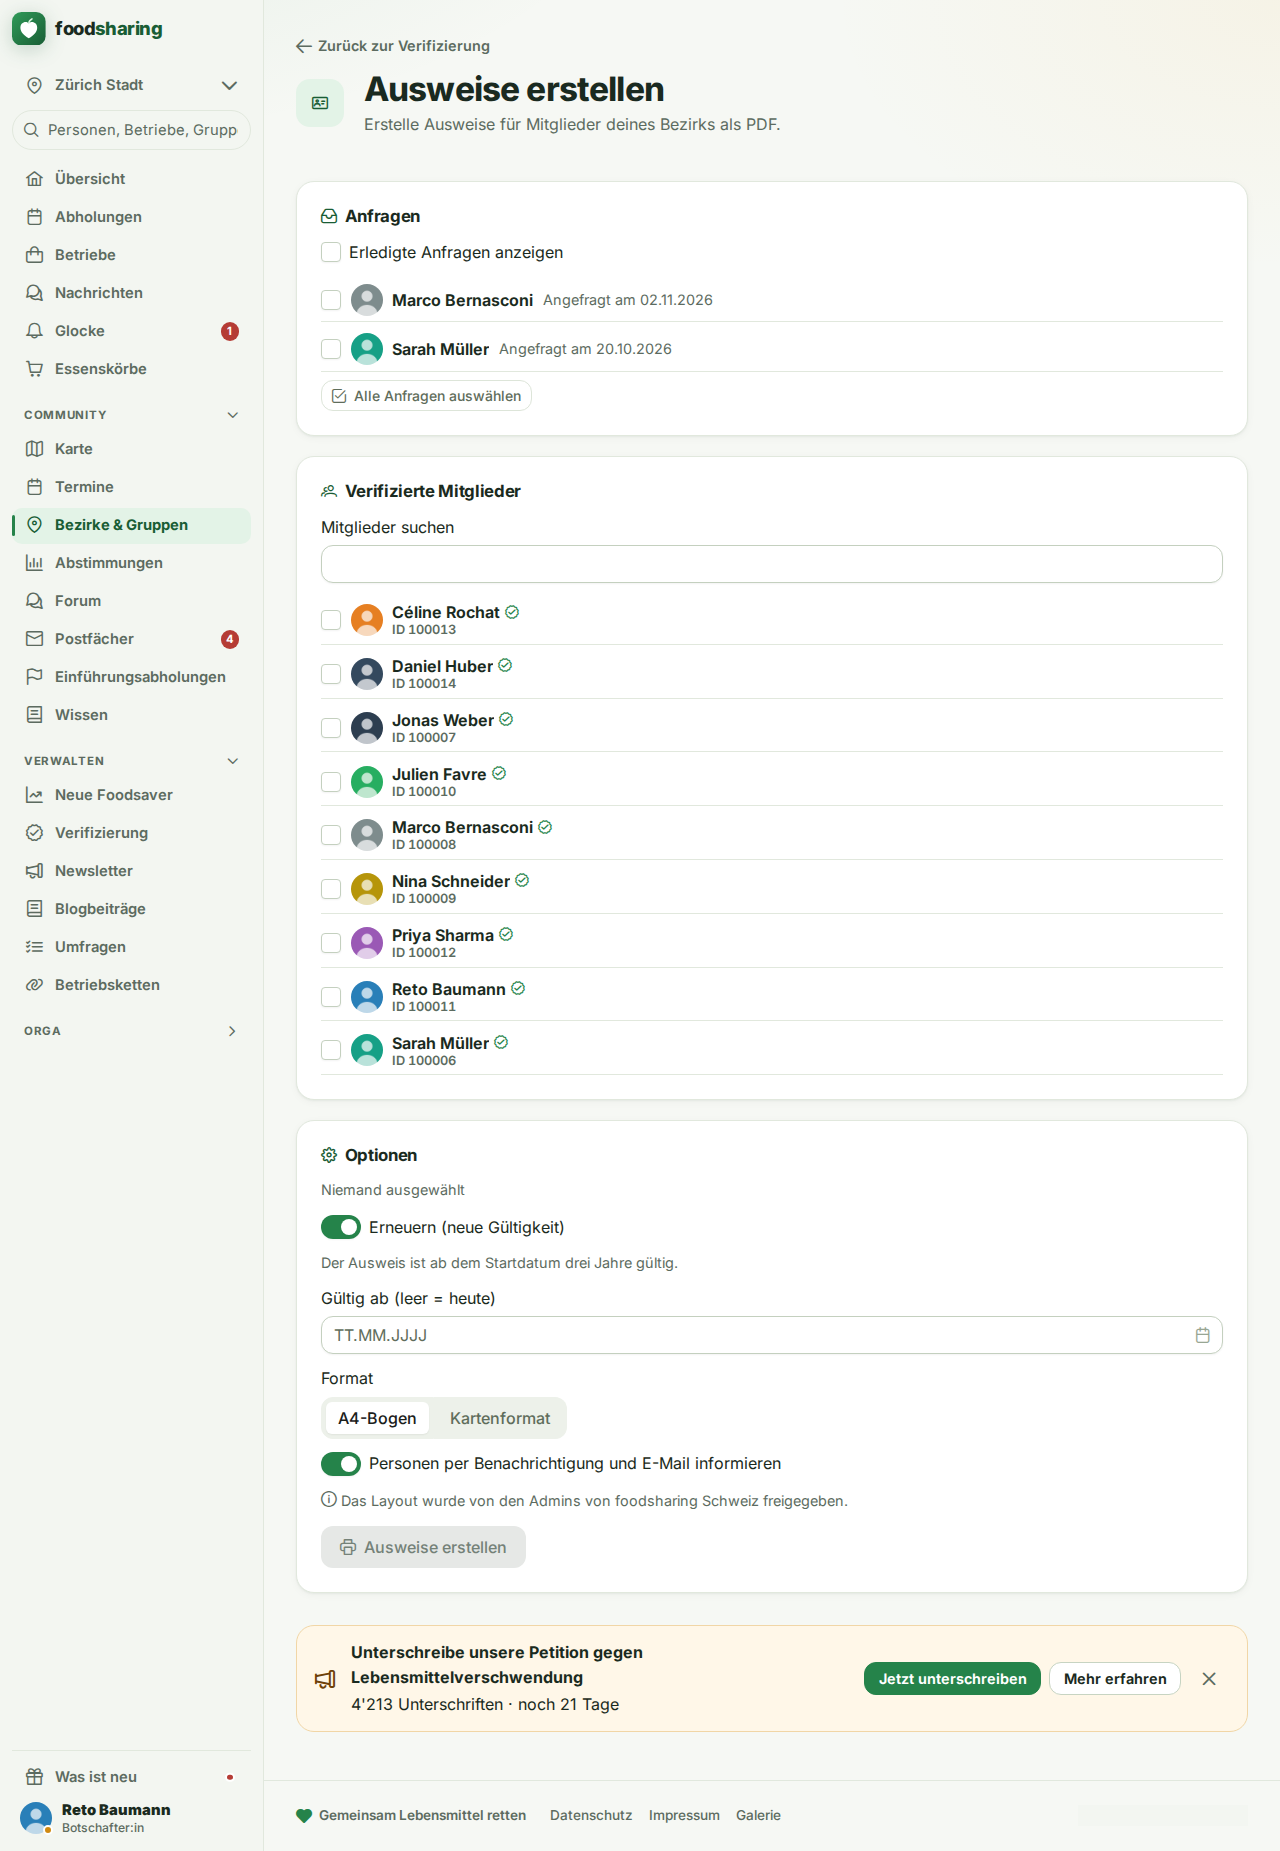 foodsharing
Zürich Stadt
Personen, Betriebe, Grupp
Übersicht
Abholungen
Betriebe
Nachrichten
Glocke 1
Essenskörbe
COMMUNITY
Karte
Termine
Bezirke & Gruppen
Abstimmungen
Forum
Postfächer 4
Einführungsabholungen
Wissen
VERWALTEN
Neue Foodsaver
Verifizierung
Newsletter
Blogbeiträge
Umfragen
Betriebsketten
ORGA
Was ist neu
Reto Baumann
Botschafter:in
Zurück zur Verifizierung
Ausweise erstellen
Erstelle Ausweise für Mitglieder deines Bezirks als PDF.
Anfragen
Erledigte Anfragen anzeigen
Marco Bernasconi Angefragt am 02.11.2026
Sarah Müller Angefragt am 20.10.2026
Alle Anfragen auswählen
Verifizierte Mitglieder
Mitglieder suchen
Céline Rochat
ID 100013
Daniel Huber
ID 100014
Jonas Weber
ID 100007
Julien Favre
ID 100010
Marco Bernasconi
ID 100008
Nina Schneider
ID 100009
Priya Sharma
ID 100012
Reto Baumann
ID 100011
Sarah Müller
ID 100006
Optionen
Niemand ausgewählt
Erneuern (neue Gültigkeit)
Der Ausweis ist ab dem Startdatum drei Jahre gültig.
Gültig ab (leer = heute)
TT.MM.JJJJ
Format
A4-Bogen Kartenformat
Personen per Benachrichtigung und E-Mail informieren
Das Layout wurde von den Admins von foodsharing Schweiz freigegeben.
Ausweise erstellen
Unterschreibe unsere Petition gegen
Lebensmittelverschwendung
4'213 Unterschriften · noch 21 Tage
Jetzt unterschreiben Mehr erfahren
Gemeinsam Lebensmittel retten Datenschutz Impressum Galerie